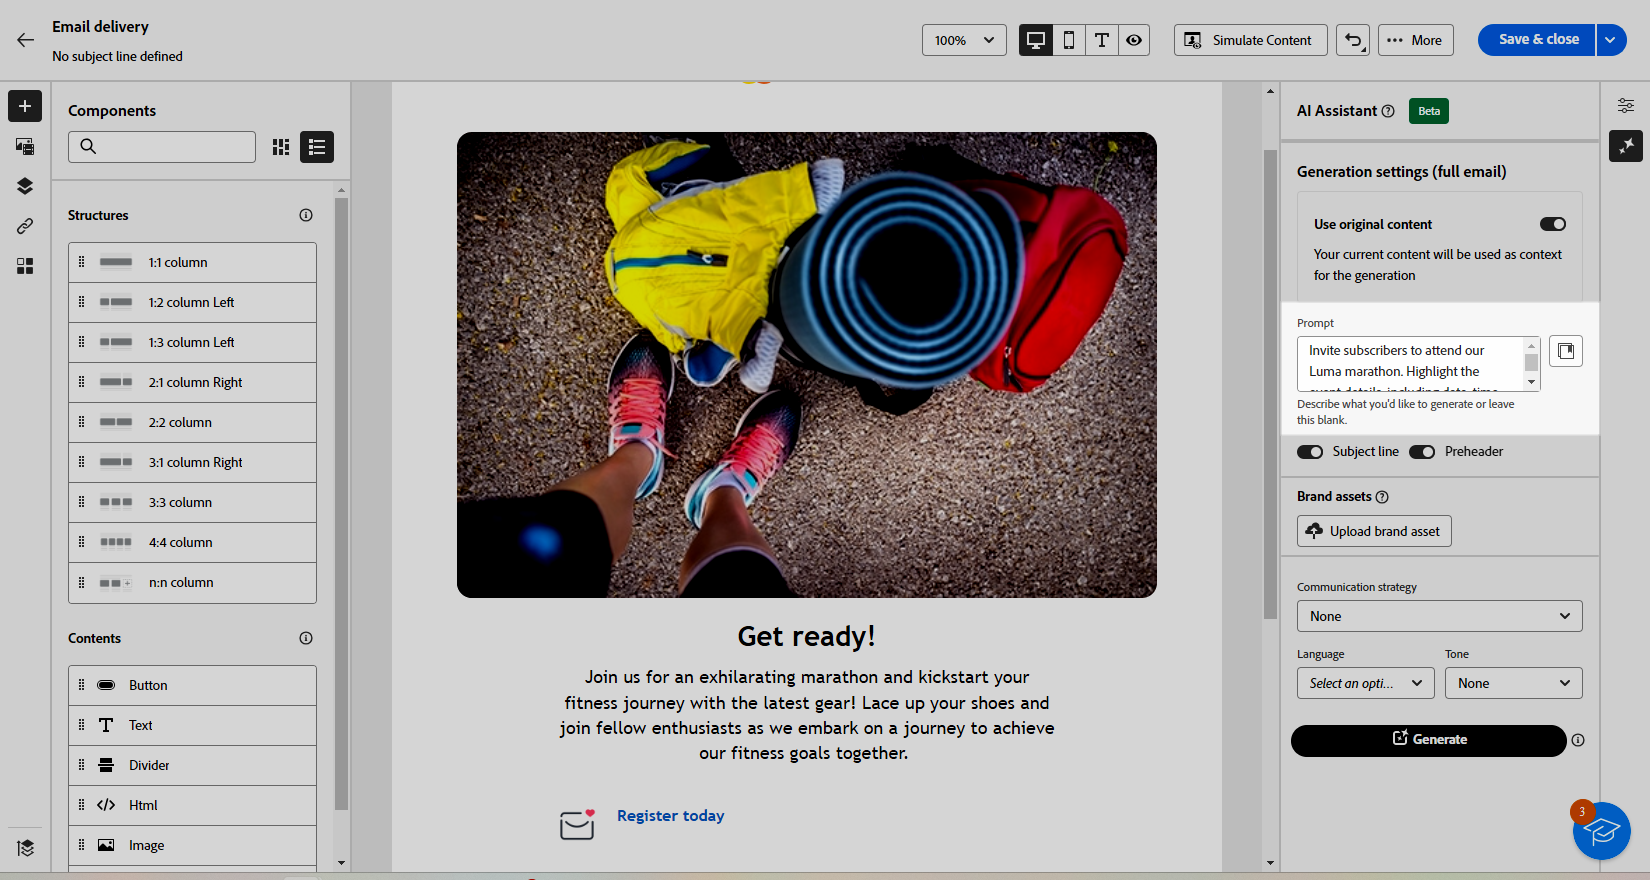 Email delivery
No subject line defined
100%
Simulate Content
More
Save & close
Components
Structures
1:1 column
1:2 column Left
1:3 column Left
2:1 column Right
2:2 column
3:1 column Right
3:3 column
4:4 column
n:n column
Contents
Button
Text
Divider
Html
Image
Get ready!
Join us for an exhilarating marathon and kickstart your
fitness journey with the latest gear! Lace up your shoes and
join fellow enthusiasts as we embark on a journey to achieve
our fitness goals together.
Register today
AI Assistant
Beta
Generation settings (full email)
Use original content
Your current content will be used as context
for the generation
Prompt
Invite subscribers to attend our
Luma marathon. Highlight the
event details, including date, time,
Describe what you'd like to generate or leave
this blank.
Subject line
Preheader
Brand assets
Upload brand asset
Communication strategy
None
Language
Tone
Select an opti...
None
Generate
3